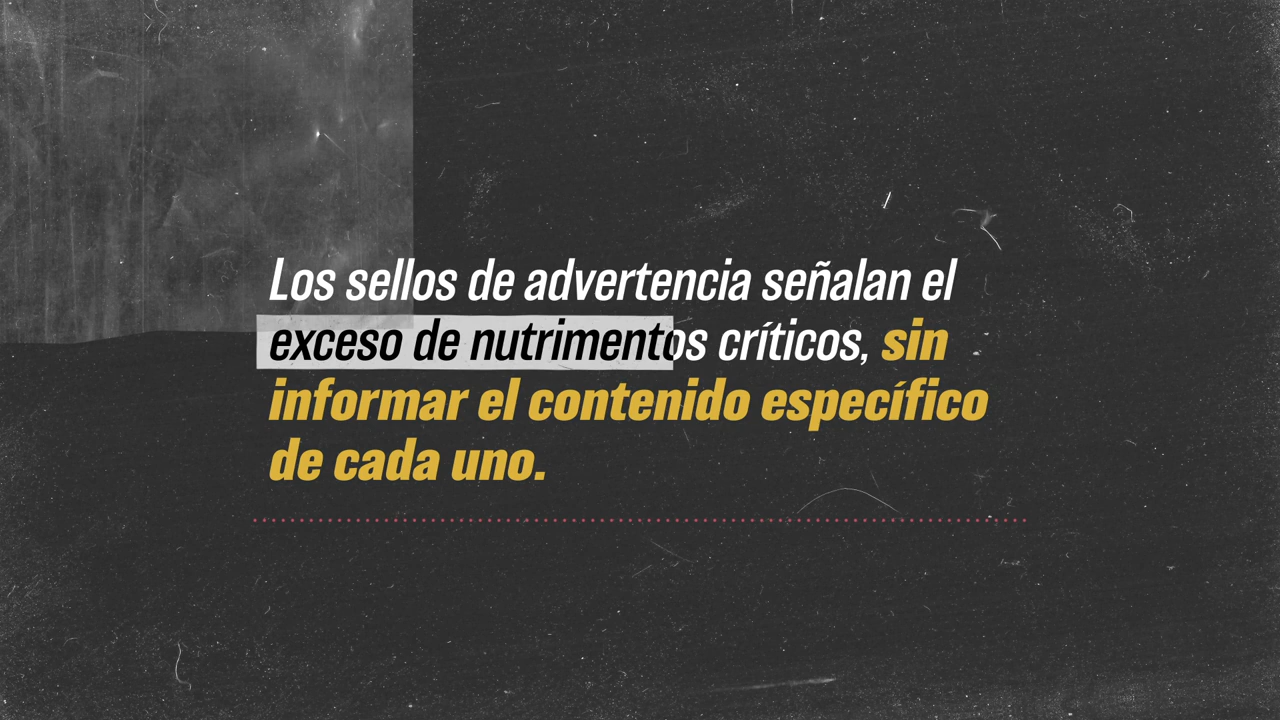 Los sellos de advertencia señalan el
exceso de nutrimentos críticos, sin
informar el contenido específico
de cada uno.